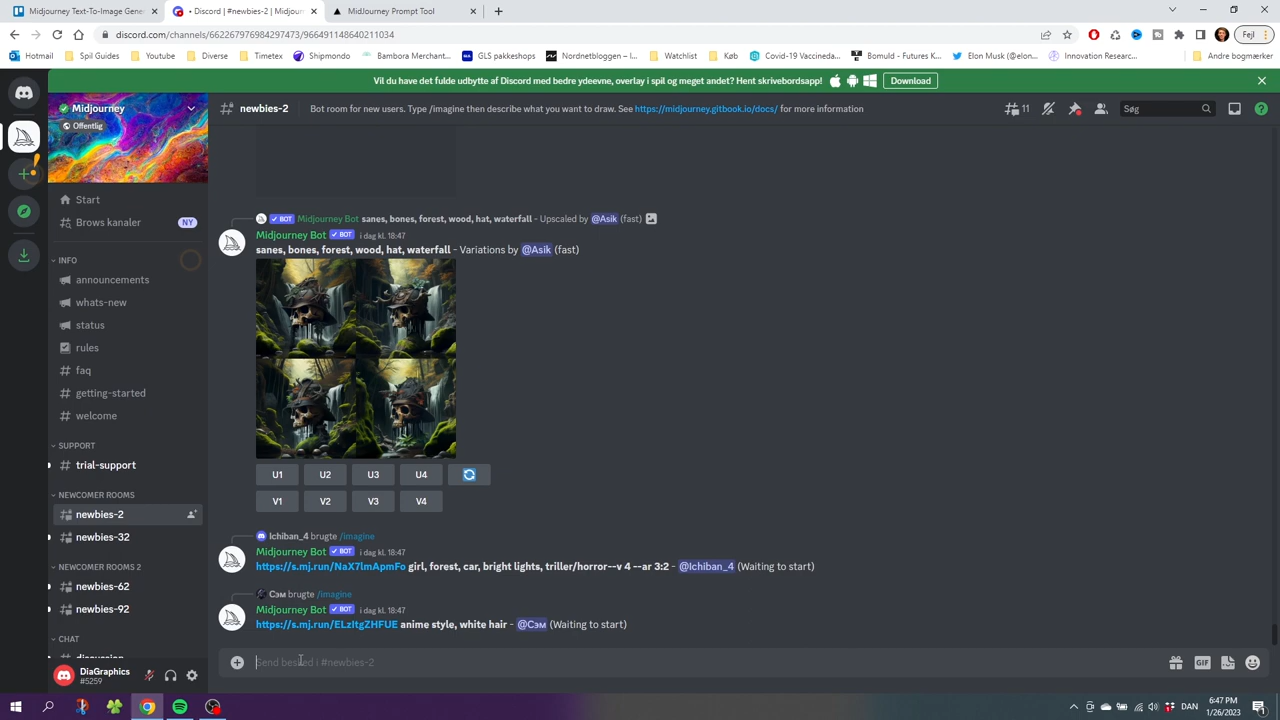 Midjourney Text-To-Image Gener
• Discord | #newbies-2 | Midjourn
MidJourney Prompt Tool
discord.com/channels/662267976984297473/966491148640211034
Fejl
Hotmail
Spil Guides
Youtube
Diverse
Timetex
Shipmondo
Bambora Merchant...
GLS pakkeshops
Nordnetbloggen – I...
Watchlist
Køb
Covid-19 Vaccineda...
Bomuld - Futures K...
Elon Musk (@elon...
Innovation Researc...
Andre bogmærker
Vil du have det fulde udbytte af Discord med bedre ydeevne, overlay i spil og meget andet? Hent skrivebordsapp!
Download
Midjourney
Offentlig
newbies-2
Bot room for new users. Type /imagine then describe what you want to draw. See https://midjourney.gitbook.io/docs/ for more information
11
Søg
Start
Brows kanaler
NY
INFO
announcements
whats-new
status
rules
faq
getting-started
welcome
SUPPORT
trial-support
NEWCOMER ROOMS
newbies-2
newbies-32
NEWCOMER ROOMS 2
newbies-62
newbies-92
CHAT
discussion
DiaGraphics
#5259
BOT Midjourney Bot sanes, bones, forest, wood, hat, waterfall - Upscaled by @Asik (fast)
Midjourney Bot BOT i dag kl. 18:47
sanes, bones, forest, wood, hat, waterfall - Variations by @Asik (fast)
U1 U2 U3 U4
V1 V2 V3 V4
Ichiban_4 brugte /imagine
Midjourney Bot BOT i dag kl. 18:47
https://s.mj.run/NaX7lmApmFo girl, forest, car, bright lights, triller/horror--v 4 --ar 3:2 - @Ichiban_4 (Waiting to start)
Сэм brugte /imagine
Midjourney Bot BOT i dag kl. 18:47
https://s.mj.run/ELzItgZHFUE anime style, white hair - @Сэм (Waiting to start)
Send besked i #newbies-2
GIF
DAN
6:47 PM
1/26/2023